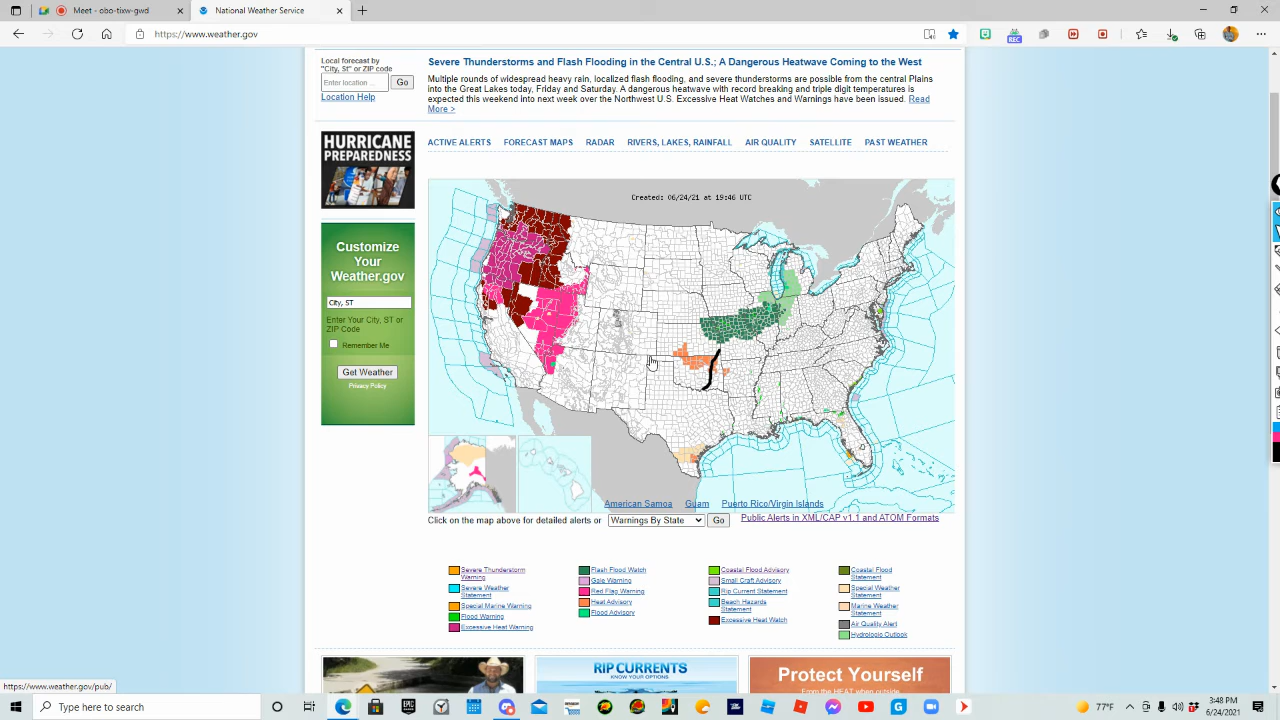 Meet - obo-tixw-gwd
National Weather Service
https://www.weather.gov
REC
Local forecast by
"City, St" or ZIP code
Enter location ...
Go
Location Help
Severe Thunderstorms and Flash Flooding in the Central U.S.; A Dangerous Heatwave Coming to the West
Multiple rounds of widespread heavy rain, localized flash flooding, and severe thunderstorms are possible from the central Plains
into the Great Lakes today, Friday and Saturday. A dangerous heatwave with record breaking and triple digit temperatures is
expected this weekend into next week over the Northwest U.S. Excessive Heat Watches and Warnings have been issued. Read
More >
HURRICANE
PREPAREDNESS
ACTIVE ALERTS FORECAST MAPS RADAR RIVERS, LAKES, RAINFALL AIR QUALITY SATELLITE PAST WEATHER
Created: 06/24/21 at 19:46 UTC
Customize
Your
Weather.gov
City, ST
Enter Your City, ST or
ZIP Code
Remember Me
Get Weather
Privacy Policy
American Samoa Guam Puerto Rico/Virgin Islands
Click on the map above for detailed alerts or Warnings By State Go Public Alerts in XML/CAP v1.1 and ATOM Formats
Severe Thunderstorm
Warning
Severe Weather
Statement
Special Marine Warning
Flood Warning
Excessive Heat Warning
Flash Flood Watch
Gale Warning
Red Flag Warning
Heat Advisory
Flood Advisory
Coastal Flood Advisory
Small Craft Advisory
Rip Current Statement
Beach Hazards
Statement
Excessive Heat Watch
Coastal Flood
Statement
Special Weather
Statement
Marine Weather
Statement
Air Quality Alert
Hydrologic Outlook
RIP CURRENTS
KNOW YOUR OPTIONS
Protect Yourself
From the HEAT when outside
https://www.weather.gov/pub/
Type here to search
77°F
3:48 PM
6/24/2021